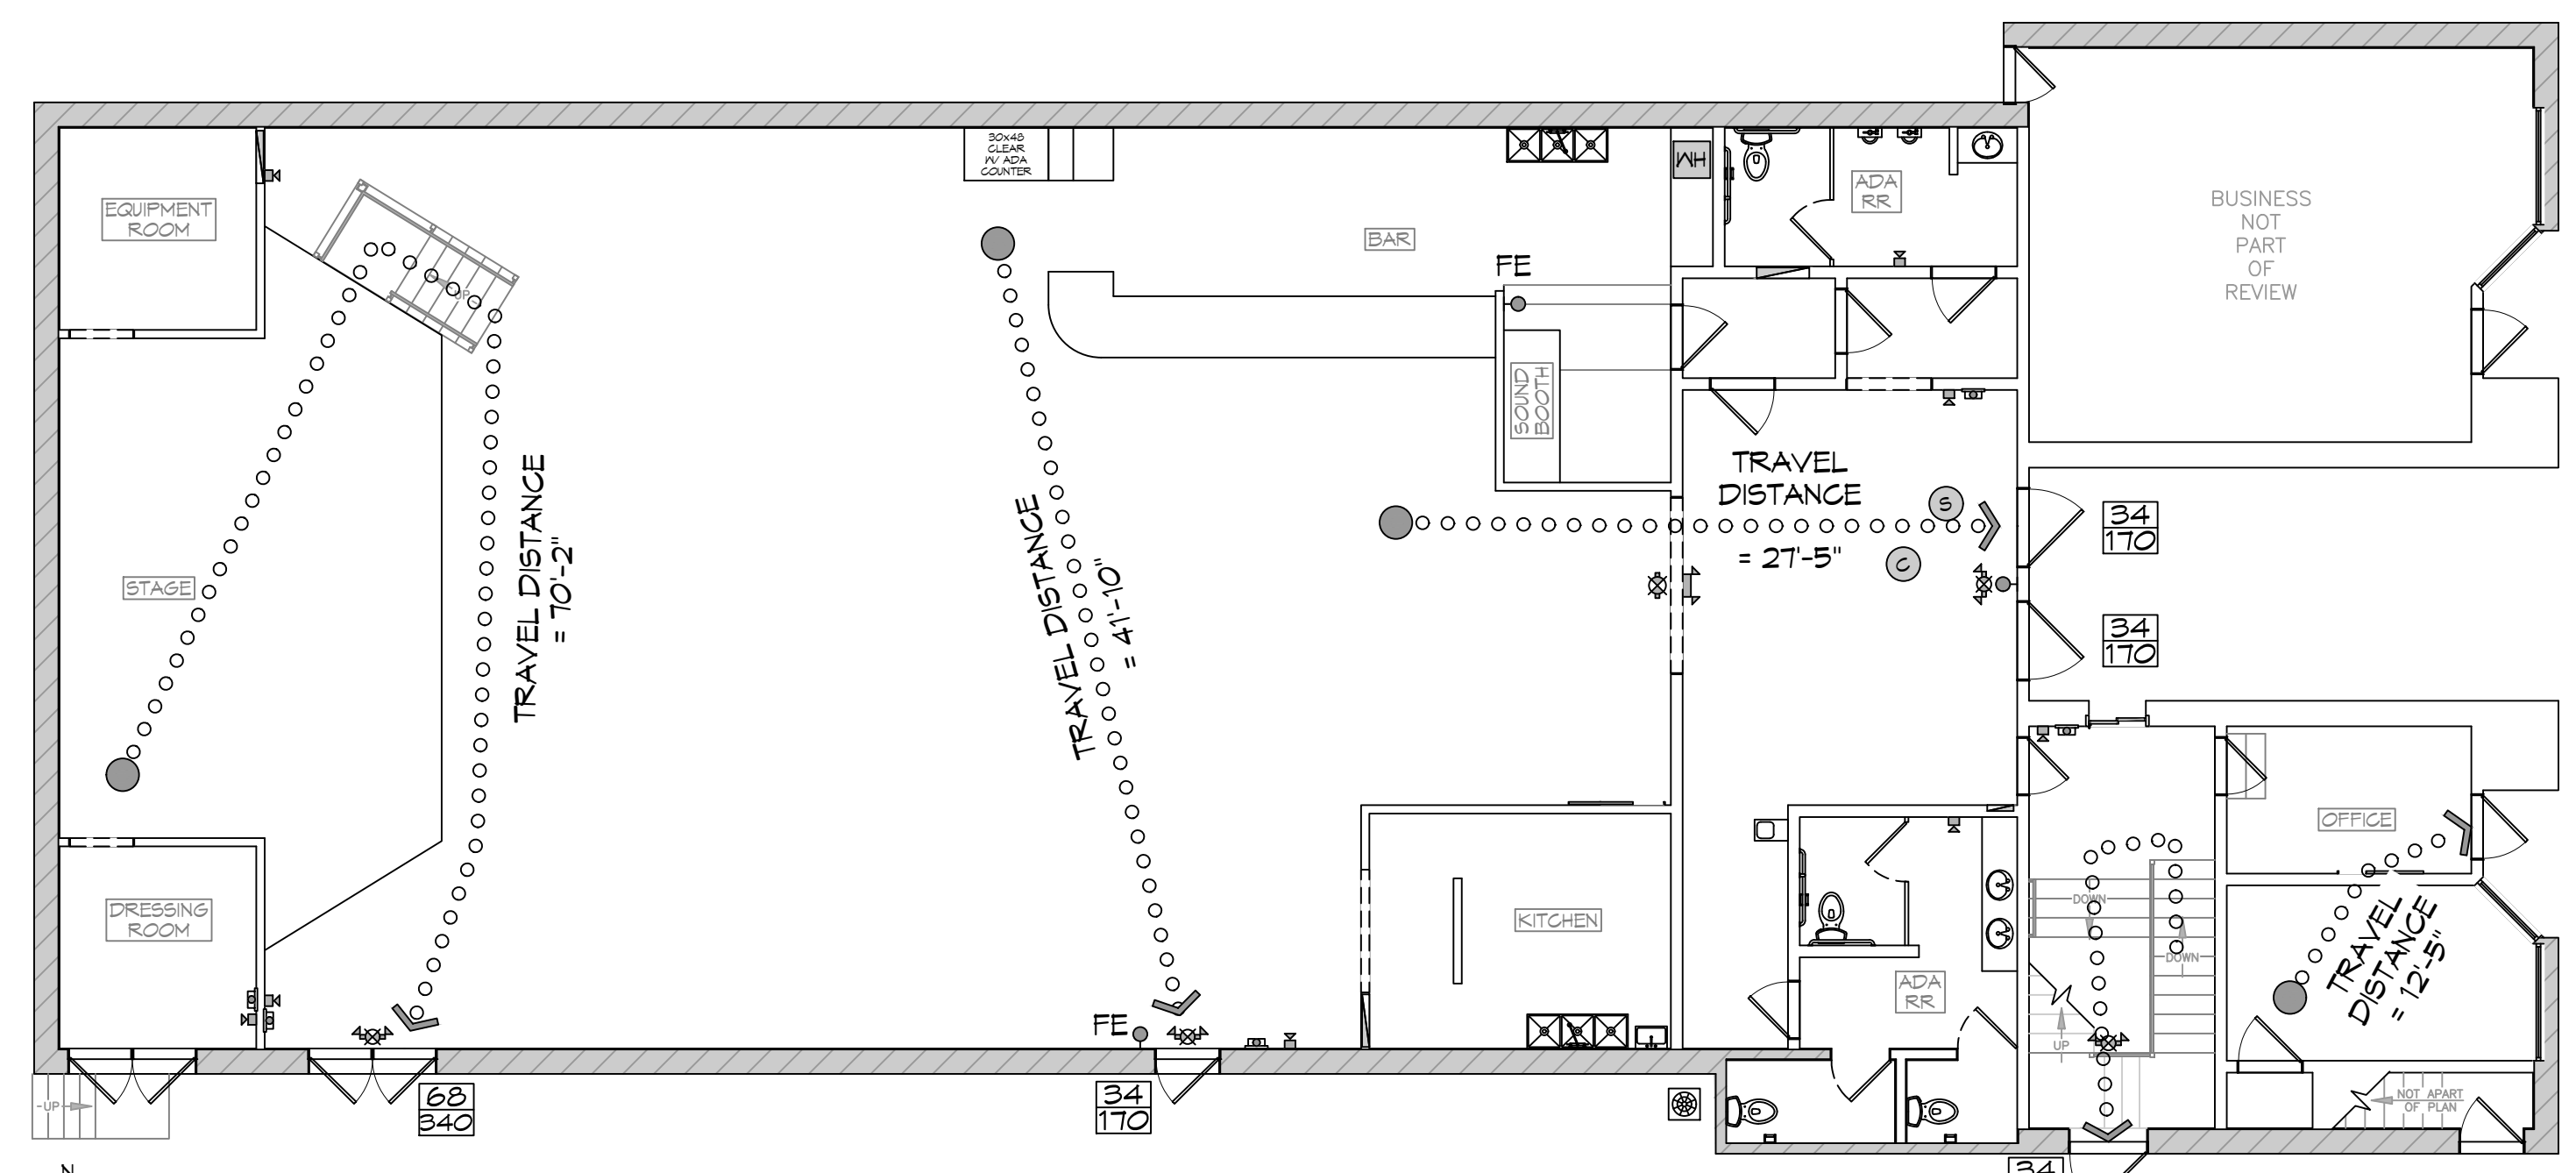 30x48
CLEAR
W/ ADA
COUNTER
WH
ADA
RR
EQUIPMENT
ROOM
BUSINESS
NOT
PART
OF
REVIEW
BAR
FE
UP
SOUND
BOOTH
TRAVEL
DISTANCE
= 27'-5"
S
C
34
170
34
170
STAGE
TRAVEL DISTANCE
= 70'-2"
TRAVEL DISTANCE
= 41'-10"
OFFICE
DRESSING
ROOM
KITCHEN
DOWN
DOWN
TRAVEL
DISTANCE
= 12'-5"
ADA
RR
FE
UP
UP
68
340
34
170
NOT APART
OF PLAN
N
34